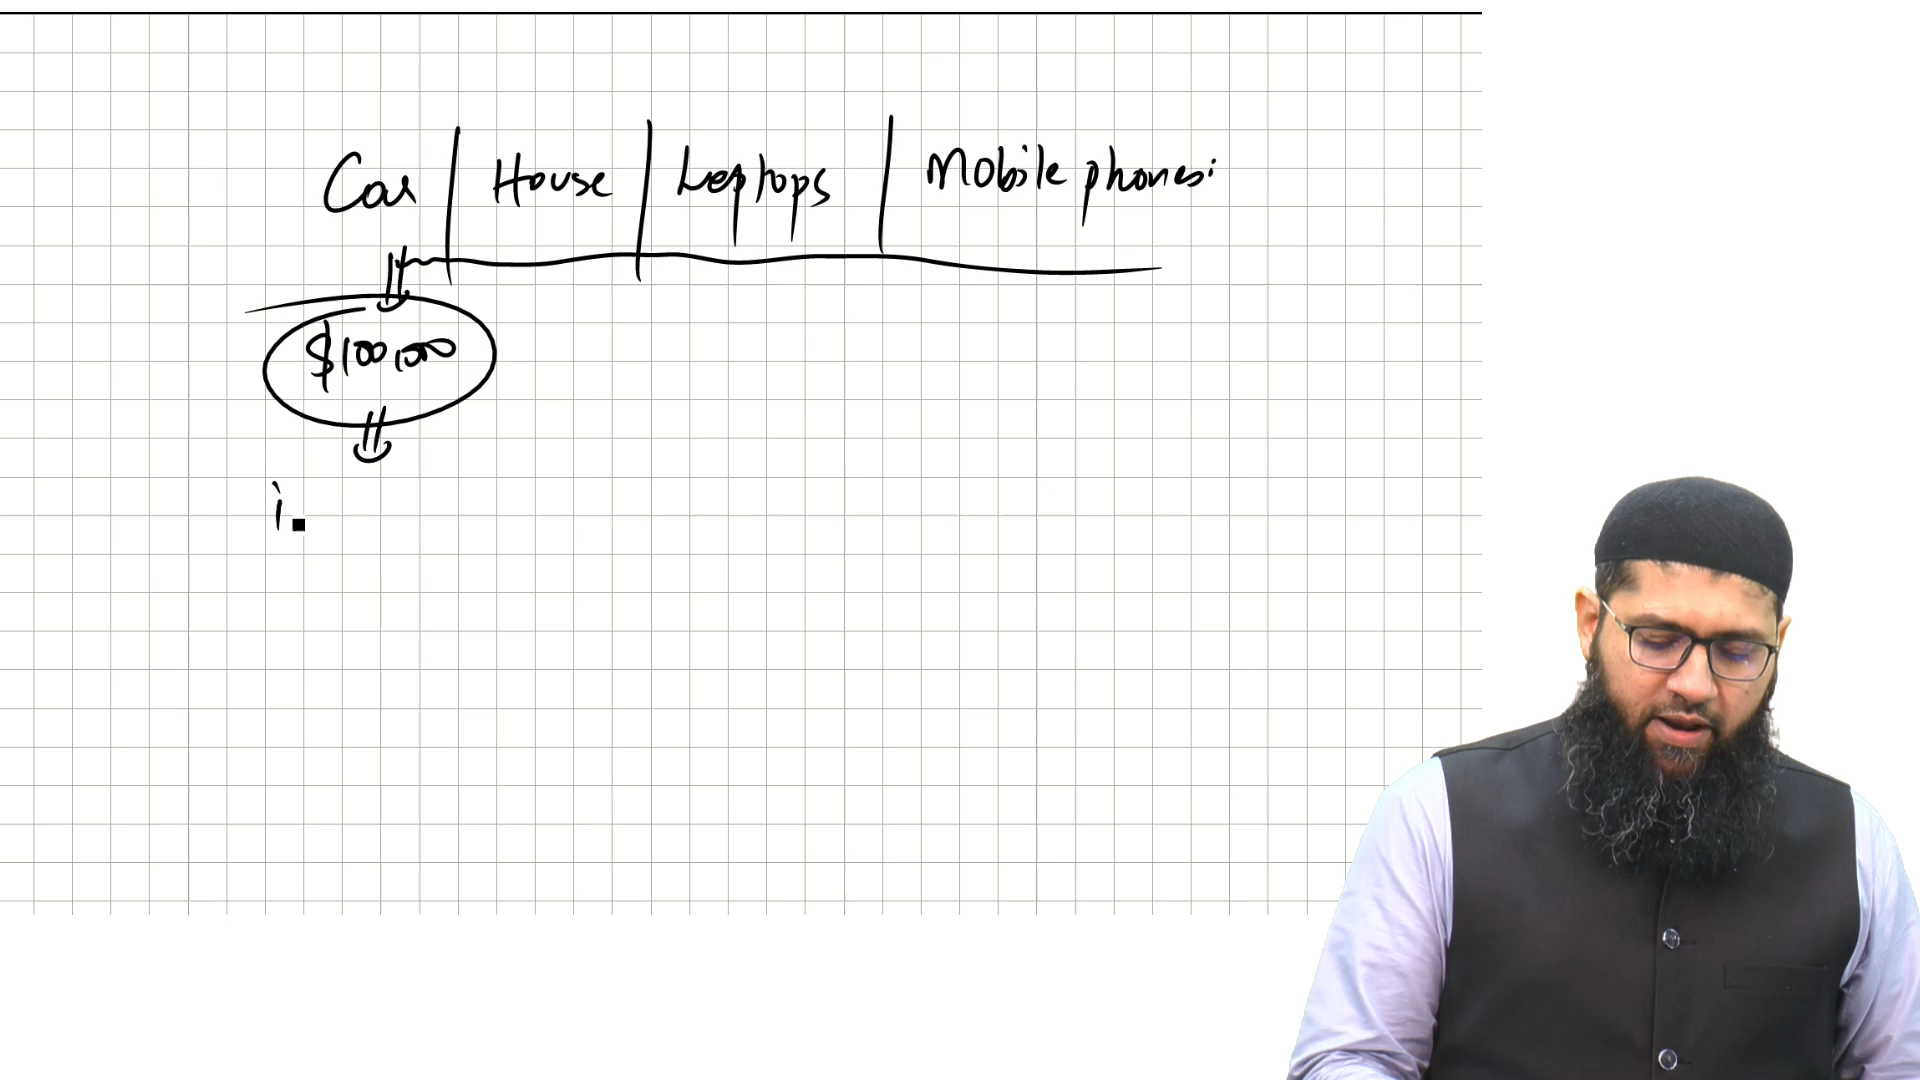 Car | House | Laptops | Mobile phones:
$100,000
i.